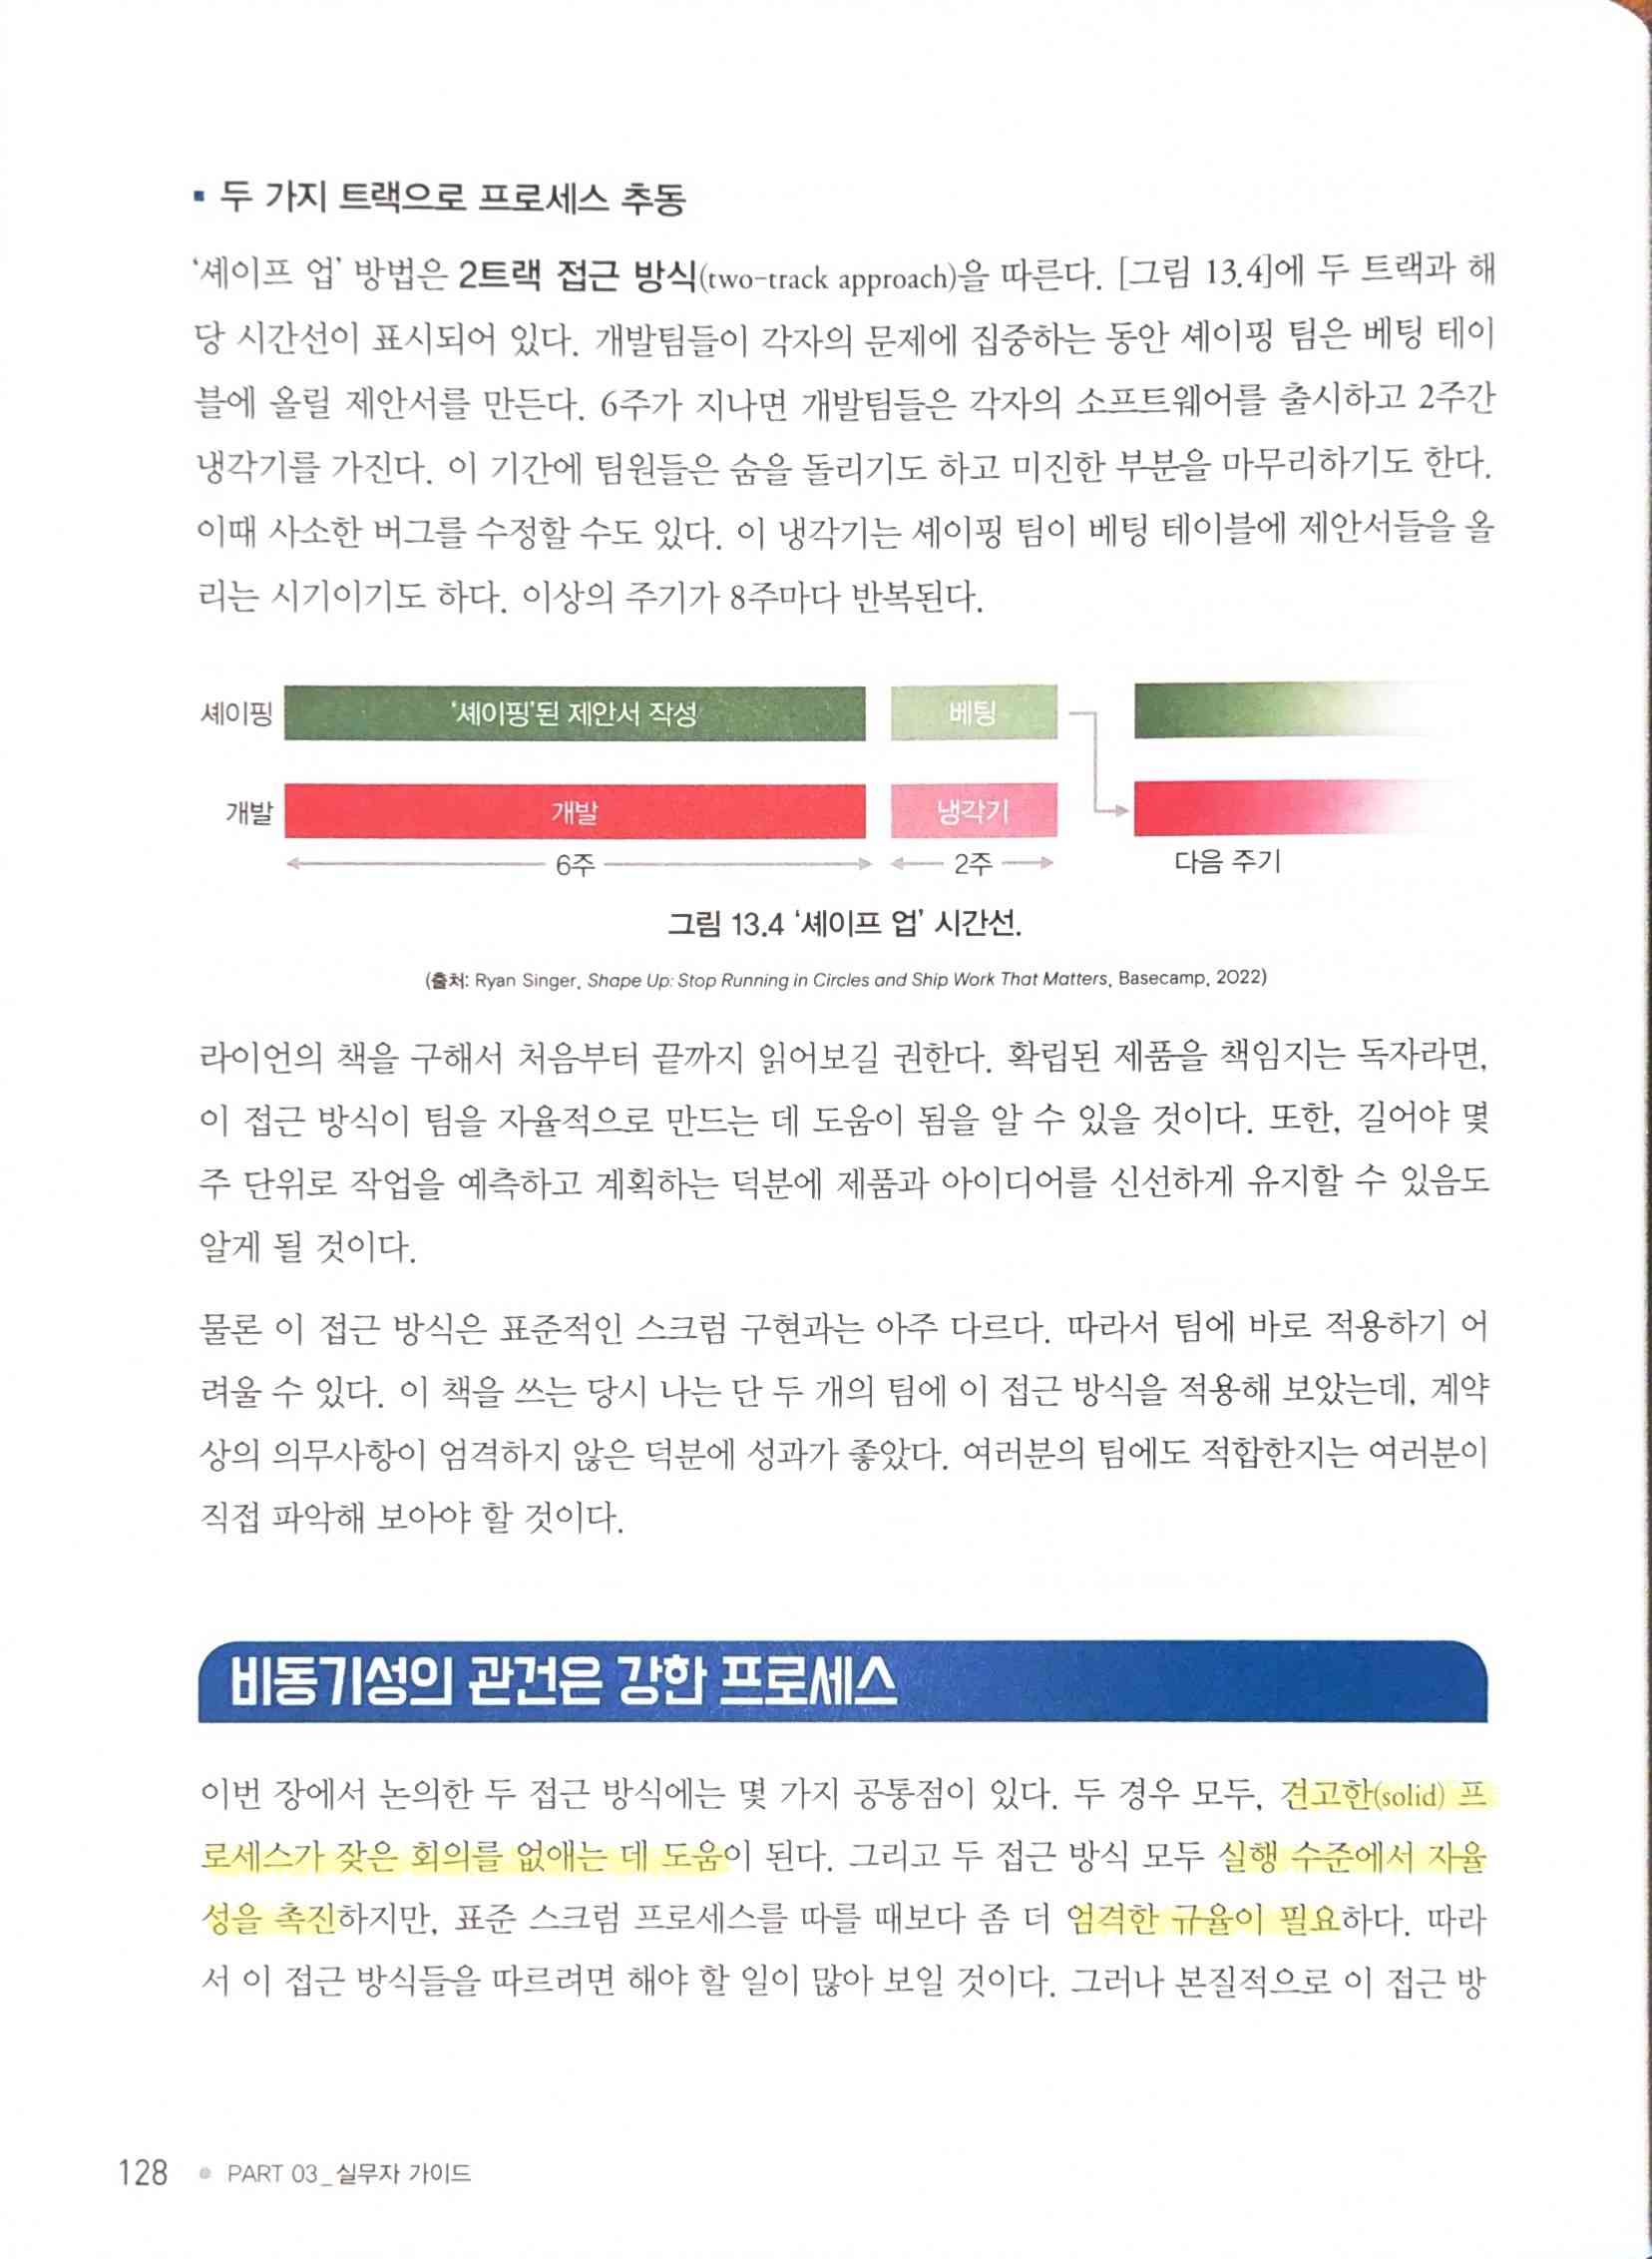 ▪ 두 가지 트랙으로 프로세스 추동
‘셰이프 업’ 방법은 2트랙 접근 방식(two-track approach)을 따른다. [그림 13.4]에 두 트랙과 해
당 시간선이 표시되어 있다. 개발팀들이 각자의 문제에 집중하는 동안 셰이핑 팀은 베팅 테이
블에 올릴 제안서를 만든다. 6주가 지나면 개발팀들은 각자의 소프트웨어를 출시하고 2주간
냉각기를 가진다. 이 기간에 팀원들은 숨을 돌리기도 하고 미진한 부분을 마무리하기도 한다.
이때 사소한 버그를 수정할 수도 있다. 이 냉각기는 셰이핑 팀이 베팅 테이블에 제안서들을 올
리는 시기이기도 하다. 이상의 주기가 8주마다 반복된다.
셰이핑 ‘셰이핑’된 제안서 작성 베팅
개발 개발 냉각기
6주 2주 다음 주기
그림 13.4 ‘셰이프 업’ 시간선.
(출처: Ryan Singer, Shape Up: Stop Running in Circles and Ship Work That Matters, Basecamp, 2022)
라이언의 책을 구해서 처음부터 끝까지 읽어보길 권한다. 확립된 제품을 책임지는 독자라면,
이 접근 방식이 팀을 자율적으로 만드는 데 도움이 됨을 알 수 있을 것이다. 또한, 길어야 몇
주 단위로 작업을 예측하고 계획하는 덕분에 제품과 아이디어를 신선하게 유지할 수 있음도
알게 될 것이다.
물론 이 접근 방식은 표준적인 스크럼 구현과는 아주 다르다. 따라서 팀에 바로 적용하기 어
려울 수 있다. 이 책을 쓰는 당시 나는 단 두 개의 팀에 이 접근 방식을 적용해 보았는데, 계약
상의 의무사항이 엄격하지 않은 덕분에 성과가 좋았다. 여러분의 팀에도 적합한지는 여러분이
직접 파악해 보아야 할 것이다.
비동기성의 관건은 강한 프로세스
이번 장에서 논의한 두 접근 방식에는 몇 가지 공통점이 있다. 두 경우 모두, 견고한(solid) 프
로세스가 잦은 회의를 없애는 데 도움이 된다. 그리고 두 접근 방식 모두 실행 수준에서 자율
성을 촉진하지만, 표준 스크럼 프로세스를 따를 때보다 좀 더 엄격한 규율이 필요하다. 따라
서 이 접근 방식들을 따르려면 해야 할 일이 많아 보일 것이다. 그러나 본질적으로 이 접근 방
128 ● PART 03_실무자 가이드